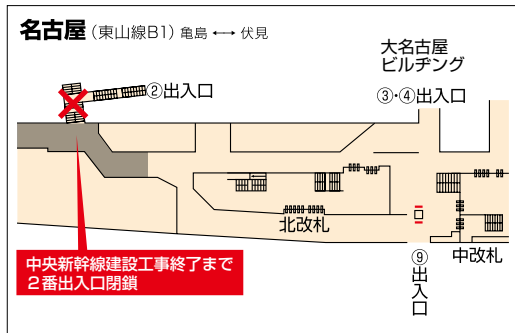 名古屋 (東山線B1) 亀島 ⟷ 伏見
大名古屋
ビルヂング
②出入口
③・④出入口
北改札
中改札
⑨出入口
中央新幹線建設工事終了まで
２番出入口閉鎖